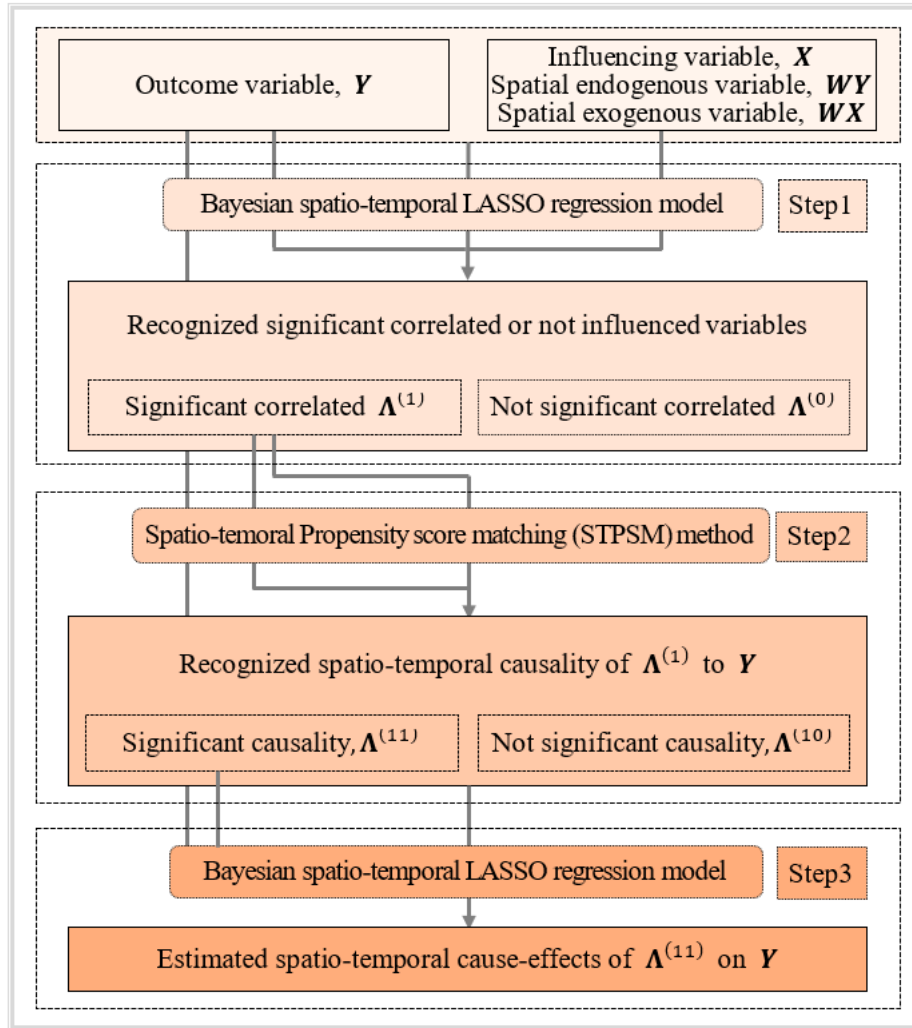 Outcome variable, Y
Influencing variable, X
Spatial endogenous variable, WY
Spatial exogenous variable, WX
Bayesian spatio-temporal LASSO regression model
Step1
Recognized significant correlated or not influenced variables
Significant correlated Λ⁽¹⁾
Not significant correlated Λ⁽⁰⁾
Spatio-temoral Propensity score matching (STPSM) method
Step2
Recognized spatio-temporal causality of Λ⁽¹⁾ to Y
Significant causality, Λ⁽¹¹⁾
Not significant causality, Λ⁽¹⁰⁾
Bayesian spatio-temporal LASSO regression model
Step3
Estimated spatio-temporal cause-effects of Λ⁽¹¹⁾ on Y